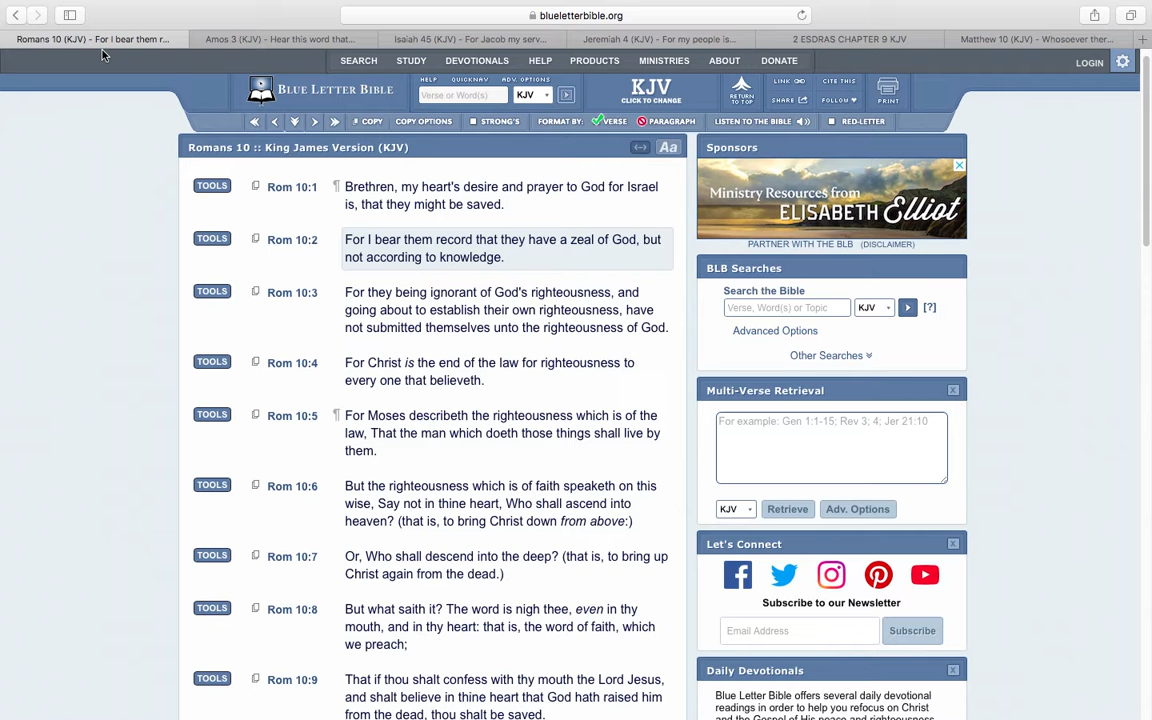 blueletterbible.org
Romans 10 (KJV) - For I bear them r...
Amos 3 (KJV) - Hear this word that...
Isaiah 45 (KJV) - For Jacob my serv...
Jeremiah 4 (KJV) - For my people is...
2 ESDRAS CHAPTER 9 KJV
Matthew 10 (KJV) - Whosoever ther...
SEARCH STUDY DEVOTIONALS HELP PRODUCTS MINISTRIES ABOUT DONATE
LOGIN
BLUE LETTER BIBLE
HELP QUICKNAV ADV. OPTIONS
Verse or Word(s) KJV
KJV
CLICK TO CHANGE
RETURN
TO TOP
LINK
SHARE
CITE THIS
FOLLOW
PRINT
COPY COPY OPTIONS STRONG'S FORMAT BY: VERSE PARAGRAPH LISTEN TO THE BIBLE RED-LETTER
Romans 10 :: King James Version (KJV) Aa
TOOLS Rom 10:1 ¶ Brethren, my heart's desire and prayer to God for Israel
is, that they might be saved.
TOOLS Rom 10:2 For I bear them record that they have a zeal of God, but
not according to knowledge.
TOOLS Rom 10:3 For they being ignorant of God's righteousness, and
going about to establish their own righteousness, have
not submitted themselves unto the righteousness of God.
TOOLS Rom 10:4 For Christ is the end of the law for righteousness to
every one that believeth.
TOOLS Rom 10:5 ¶ For Moses describeth the righteousness which is of the
law, That the man which doeth those things shall live by
them.
TOOLS Rom 10:6 But the righteousness which is of faith speaketh on this
wise, Say not in thine heart, Who shall ascend into
heaven? (that is, to bring Christ down from above:)
TOOLS Rom 10:7 Or, Who shall descend into the deep? (that is, to bring up
Christ again from the dead.)
TOOLS Rom 10:8 But what saith it? The word is nigh thee, even in thy
mouth, and in thy heart: that is, the word of faith, which
we preach;
TOOLS Rom 10:9 That if thou shalt confess with thy mouth the Lord Jesus,
and shalt believe in thine heart that God hath raised him
from the dead, thou shalt be saved.
Sponsors
Ministry Resources from
ELISABETH Elliot
PARTNER WITH THE BLB (DISCLAIMER)
BLB Searches
Search the Bible
Verse, Word(s) or Topic KJV [?]
Advanced Options
Other Searches
Multi-Verse Retrieval X
For example: Gen 1:1-15; Rev 3; 4; Jer 21:10
KJV Retrieve Adv. Options
Let's Connect X
Subscribe to our Newsletter
Email Address Subscribe
Daily Devotionals X
Blue Letter Bible offers several daily devotional
readings in order to help you refocus on Christ
and the Gospel of His peace and righteousness.